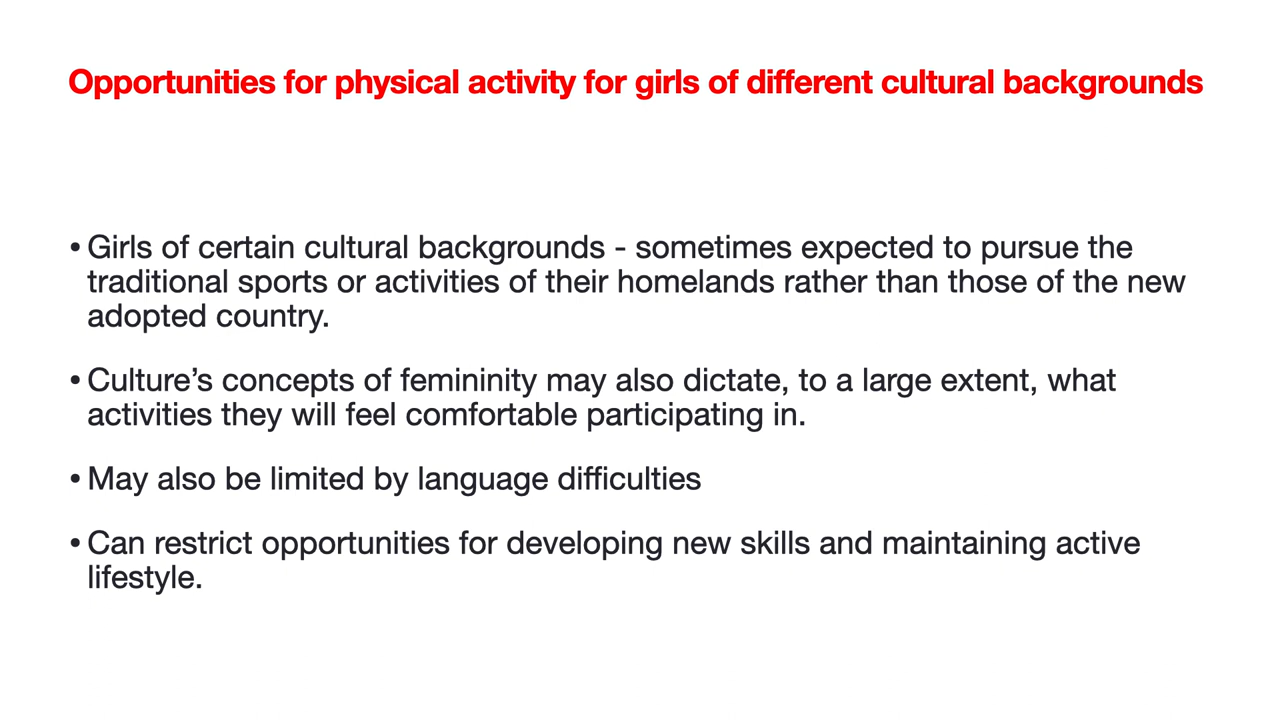 Opportunities for physical activity for girls of different cultural backgrounds
• Girls of certain cultural backgrounds - sometimes expected to pursue the
traditional sports or activities of their homelands rather than those of the new
adopted country.
• Culture’s concepts of femininity may also dictate, to a large extent, what
activities they will feel comfortable participating in.
• May also be limited by language difficulties
• Can restrict opportunities for developing new skills and maintaining active
lifestyle.